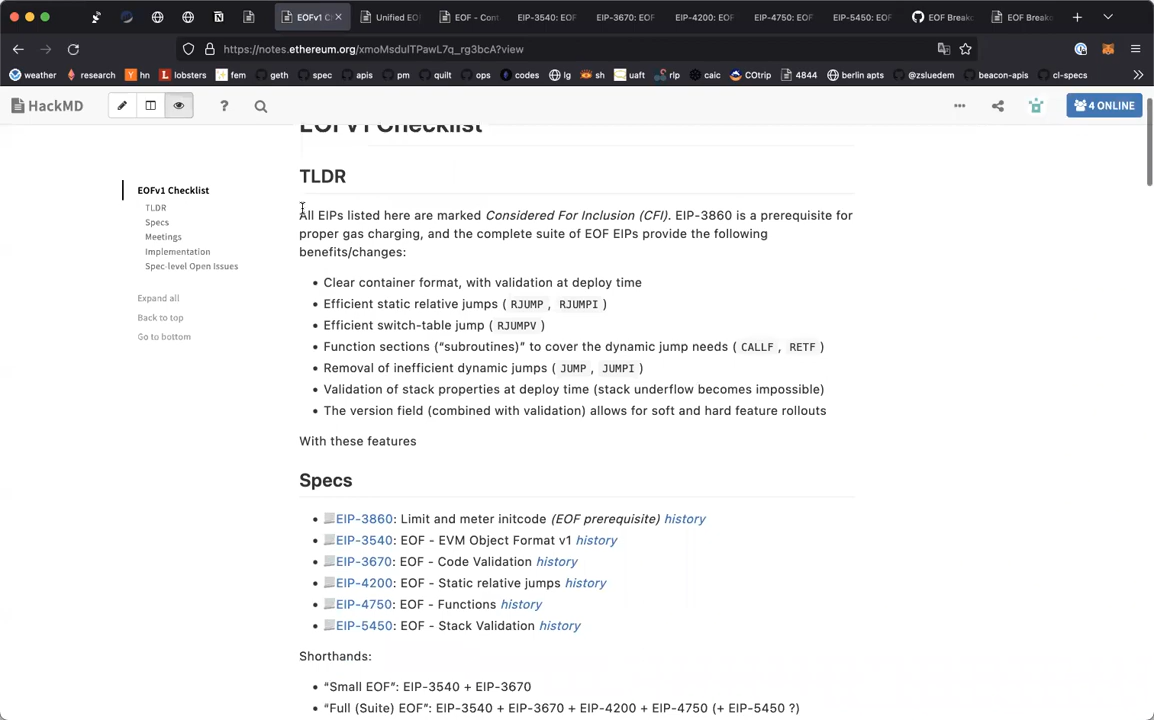 EOFv1 C
Unified EO
EOF - Cont
EIP-3540: EOF
EIP-3670: EOF
EIP-4200: EOF
EIP-4750: EOF
EIP-5450: EOF
EOF Break
EOF Break
https://notes.ethereum.org/xmoMsduITPawL7q_rg3bcA?view
weather research hn lobsters fem geth spec apis pm quilt ops codes lg sh uaft rlp caic COtrip 4844 berlin apts @zsluedem beacon-apis cl-specs
HackMD
4 ONLINE
EOFv1 Checklist
EOFv1 Checklist
TLDR
Specs
Meetings
Implementation
Spec-level Open Issues
Expand all
Back to top
Go to bottom
TLDR
All EIPs listed here are marked Considered For Inclusion (CFI). EIP-3860 is a prerequisite for
proper gas charging, and the complete suite of EOF EIPs provide the following
benefits/changes:
• Clear container format, with validation at deploy time
• Efficient static relative jumps ( RJUMP , RJUMPI )
• Efficient switch-table jump ( RJUMPV )
• Function sections (“subroutines)” to cover the dynamic jump needs ( CALLF , RETF )
• Removal of inefficient dynamic jumps ( JUMP , JUMPI )
• Validation of stack properties at deploy time (stack underflow becomes impossible)
• The version field (combined with validation) allows for soft and hard feature rollouts
With these features
Specs
• EIP-3860: Limit and meter initcode (EOF prerequisite) history
• EIP-3540: EOF - EVM Object Format v1 history
• EIP-3670: EOF - Code Validation history
• EIP-4200: EOF - Static relative jumps history
• EIP-4750: EOF - Functions history
• EIP-5450: EOF - Stack Validation history
Shorthands:
• “Small EOF”: EIP-3540 + EIP-3670
• “Full (Suite) EOF”: EIP-3540 + EIP-3670 + EIP-4200 + EIP-4750 (+ EIP-5450 ?)